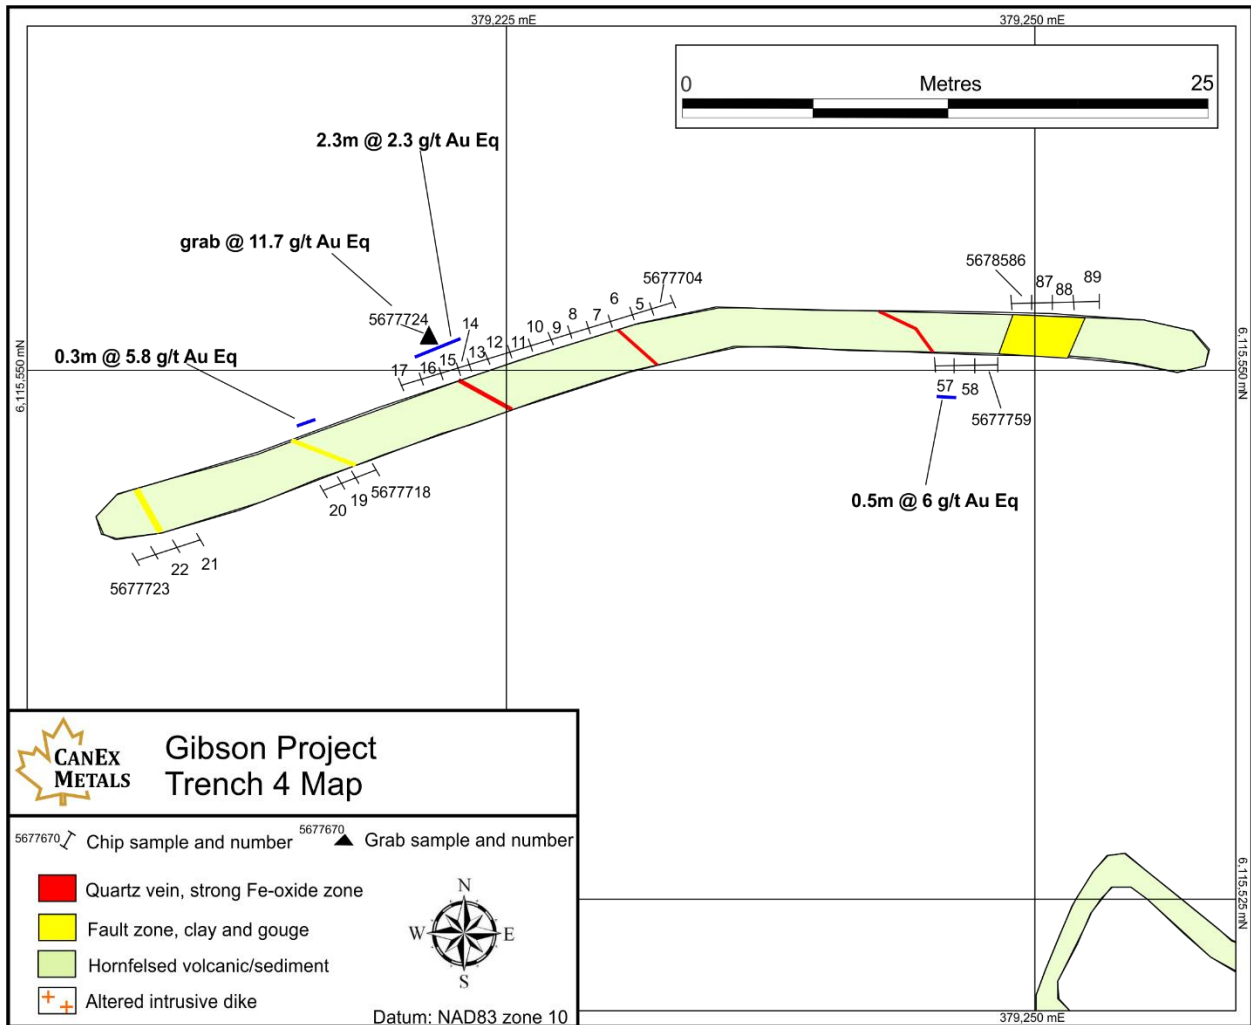 379,225 mE
379,250 mE
0 Metres 25
2.3m @ 2.3 g/t Au Eq
grab @ 11.7 g/t Au Eq
5678586
87
88
89
5677704
5
6
7
8
9
10
11
12
13
14
15
16
17
5677724
0.3m @ 5.8 g/t Au Eq
6,115,550 mN
6,115,550 mN
57
58
5677759
0.5m @ 6 g/t Au Eq
5677718
19
20
21
22
5677723
CANEX
METALS
Gibson Project
Trench 4 Map
5677670 Chip sample and number
5677670 Grab sample and number
Quartz vein, strong Fe-oxide zone
Fault zone, clay and gouge
Hornfelsed volcanic/sediment
Altered intrusive dike
N
W E
S
Datum: NAD83 zone 10
6,115,525 mN
379,250 mE